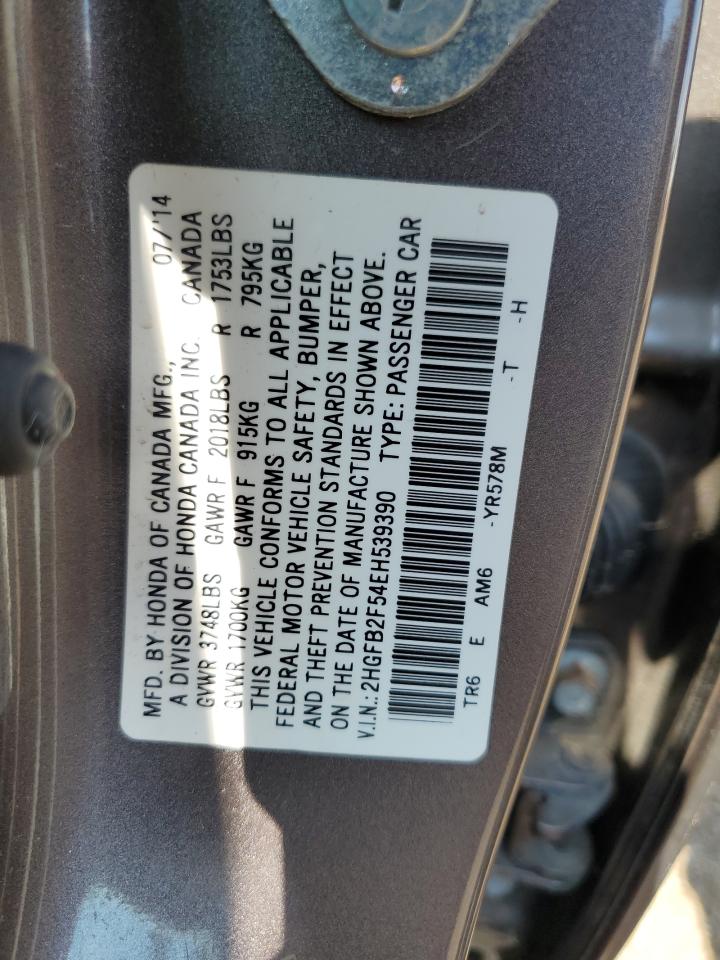 MFD. BY HONDA OF CANADA MFG., 07/'14
A DIVISION OF HONDA CANADA INC. CANADA
GVWR 3748LBS GAWR F 2018LBS R 1753LBS
GVWR 1700KG GAWR F 915KG R 795KG
THIS VEHICLE CONFORMS TO ALL APPLICABLE
FEDERAL MOTOR VEHICLE SAFETY, BUMPER,
AND THEFT PREVENTION STANDARDS IN EFFECT
ON THE DATE OF MANUFACTURE SHOWN ABOVE.
V.I.N.: 2HGFB2F54EH539390 TYPE: PASSENGER CAR
TR6 E AM6 -YR578M -T -H